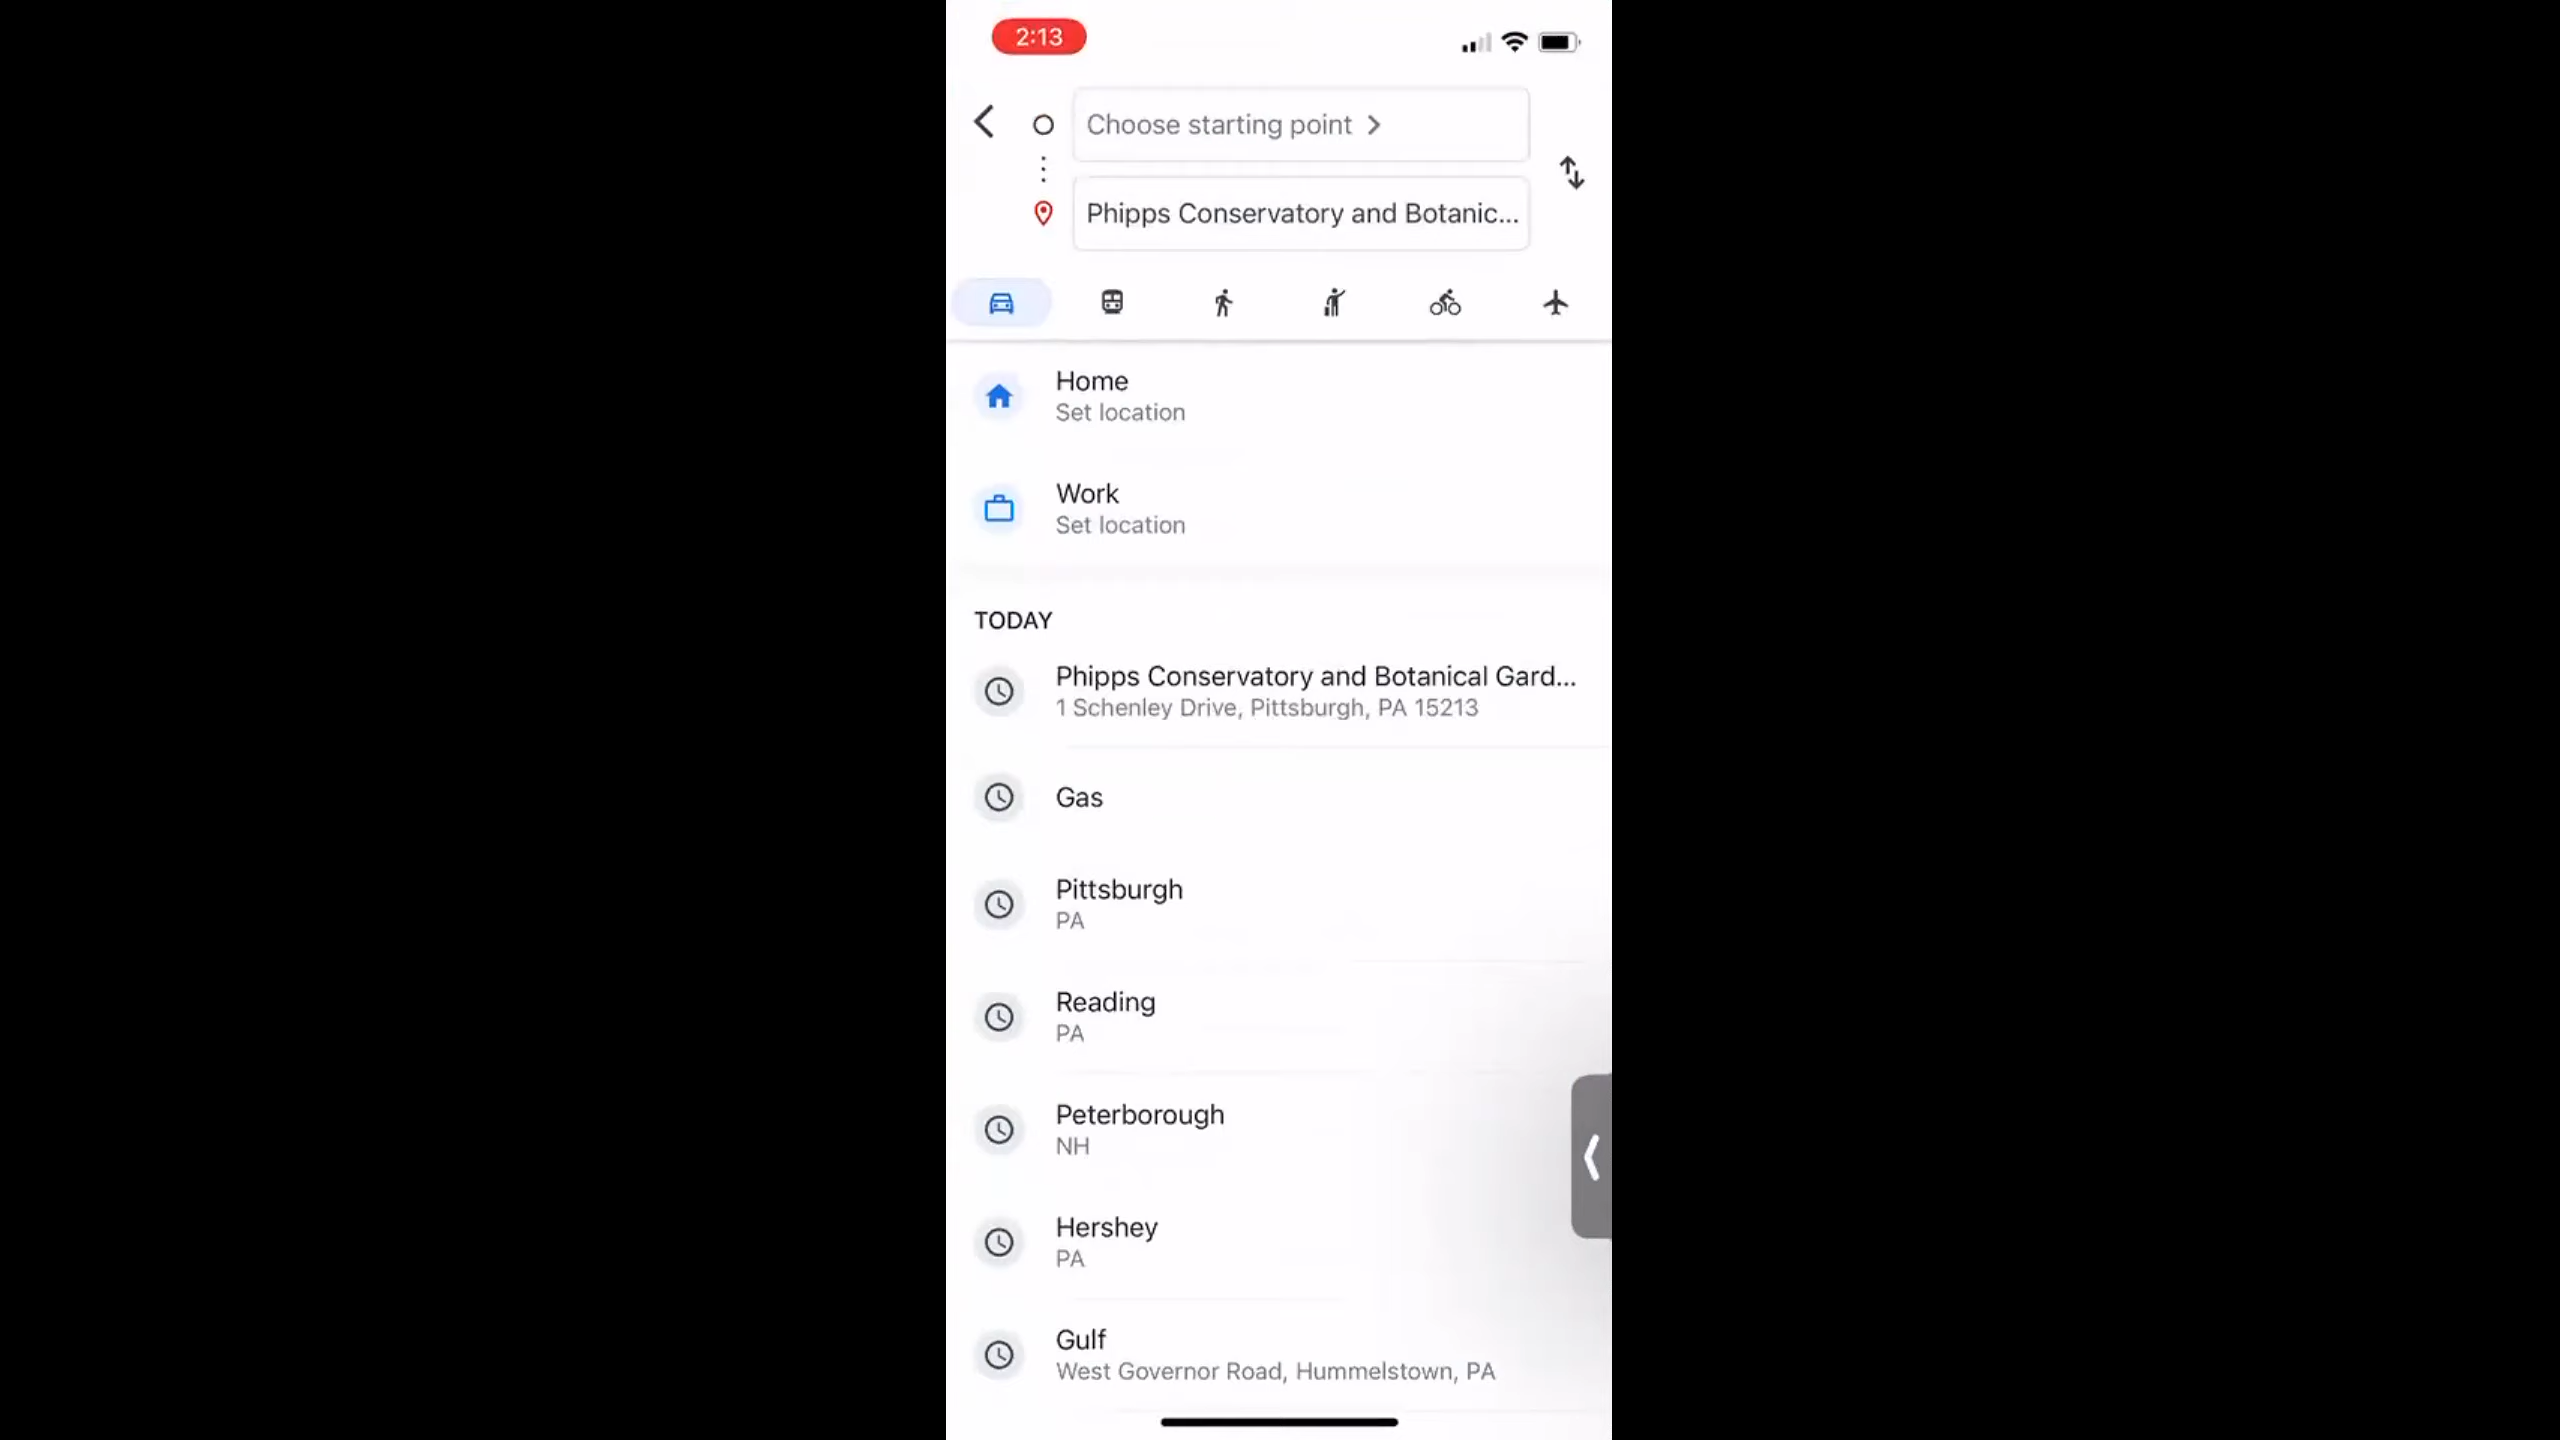 2:13
Choose starting point
Phipps Conservatory and Botanic...
Home
Set location
Work
Set location
TODAY
Phipps Conservatory and Botanical Gard...
1 Schenley Drive, Pittsburgh, PA 15213
Gas
Pittsburgh
PA
Reading
PA
Peterborough
NH
Hershey
PA
Gulf
West Governor Road, Hummelstown, PA